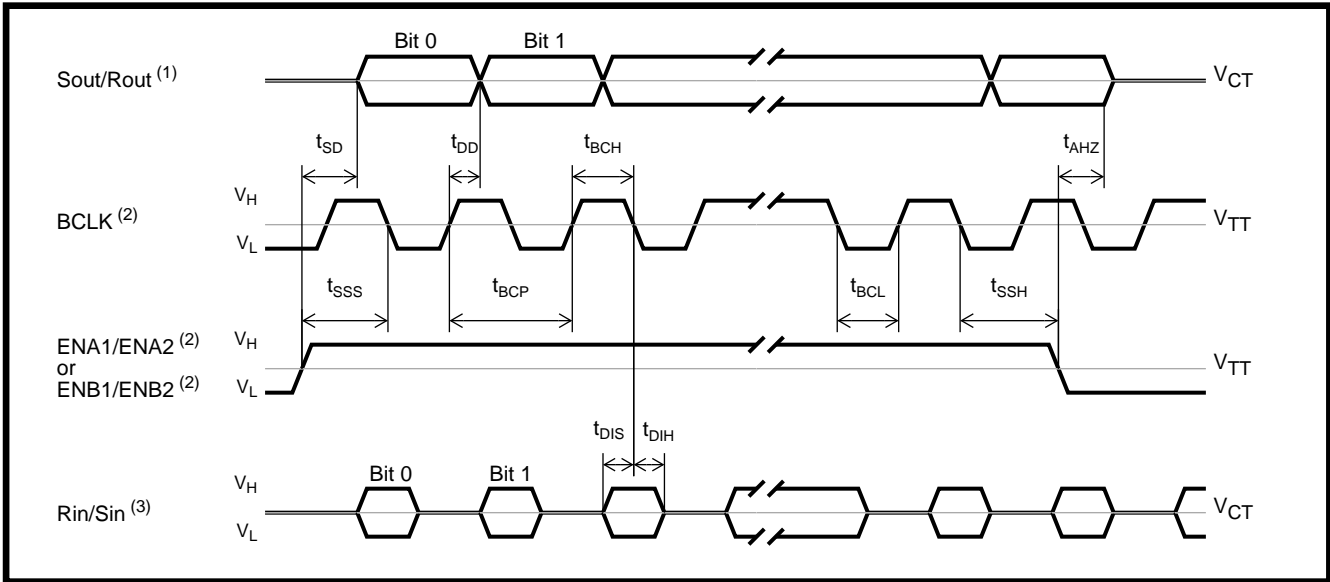 Bit 0 Bit 1
Sout/Rout (1) VCT
tSD tDD tBCH tAHZ
VH
BCLK (2) VTT
VL
tSSS tBCP tBCL tSSH
ENA1/ENA2 (2) VH
or VTT
ENB1/ENB2 (2) VL
tDIS tDIH
Bit 0 Bit 1
VH
Rin/Sin (3) VCT
VL